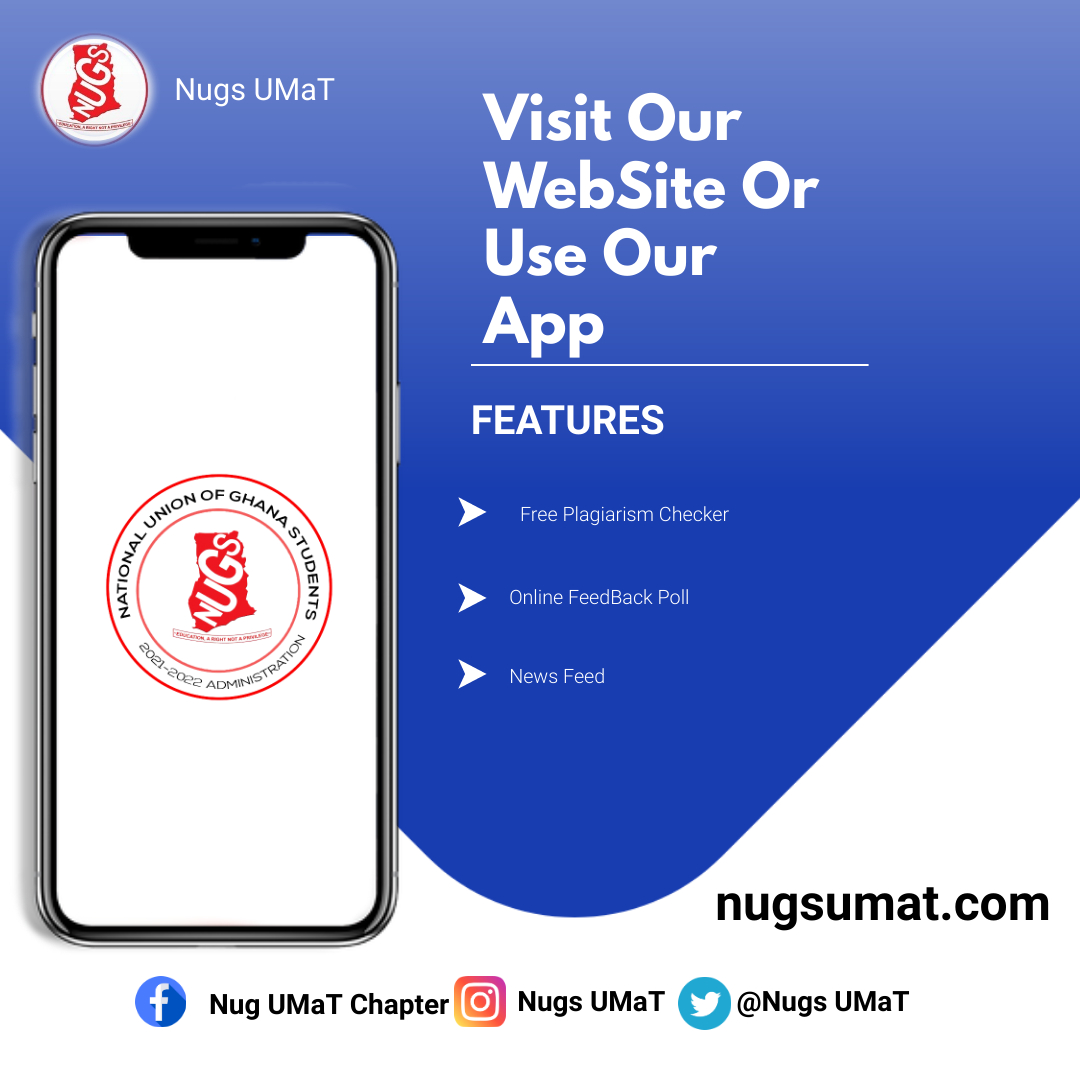 NUGS
EDUCATION, A RIGHT NOT A PRIVILEGE
Nugs UMaT
Visit Our
WebSite Or
Use Our
App
FEATURES
Free Plagiarism Checker
Online FeedBack Poll
News Feed
NATIONAL UNION OF GHANA STUDENTS
NUGS
"EDUCATION, A RIGHT NOT A PRIVILEGE"
2021-2022 ADMINISTRATION
nugsumat.com
Nug UMaT Chapter
Nugs UMaT
@Nugs UMaT